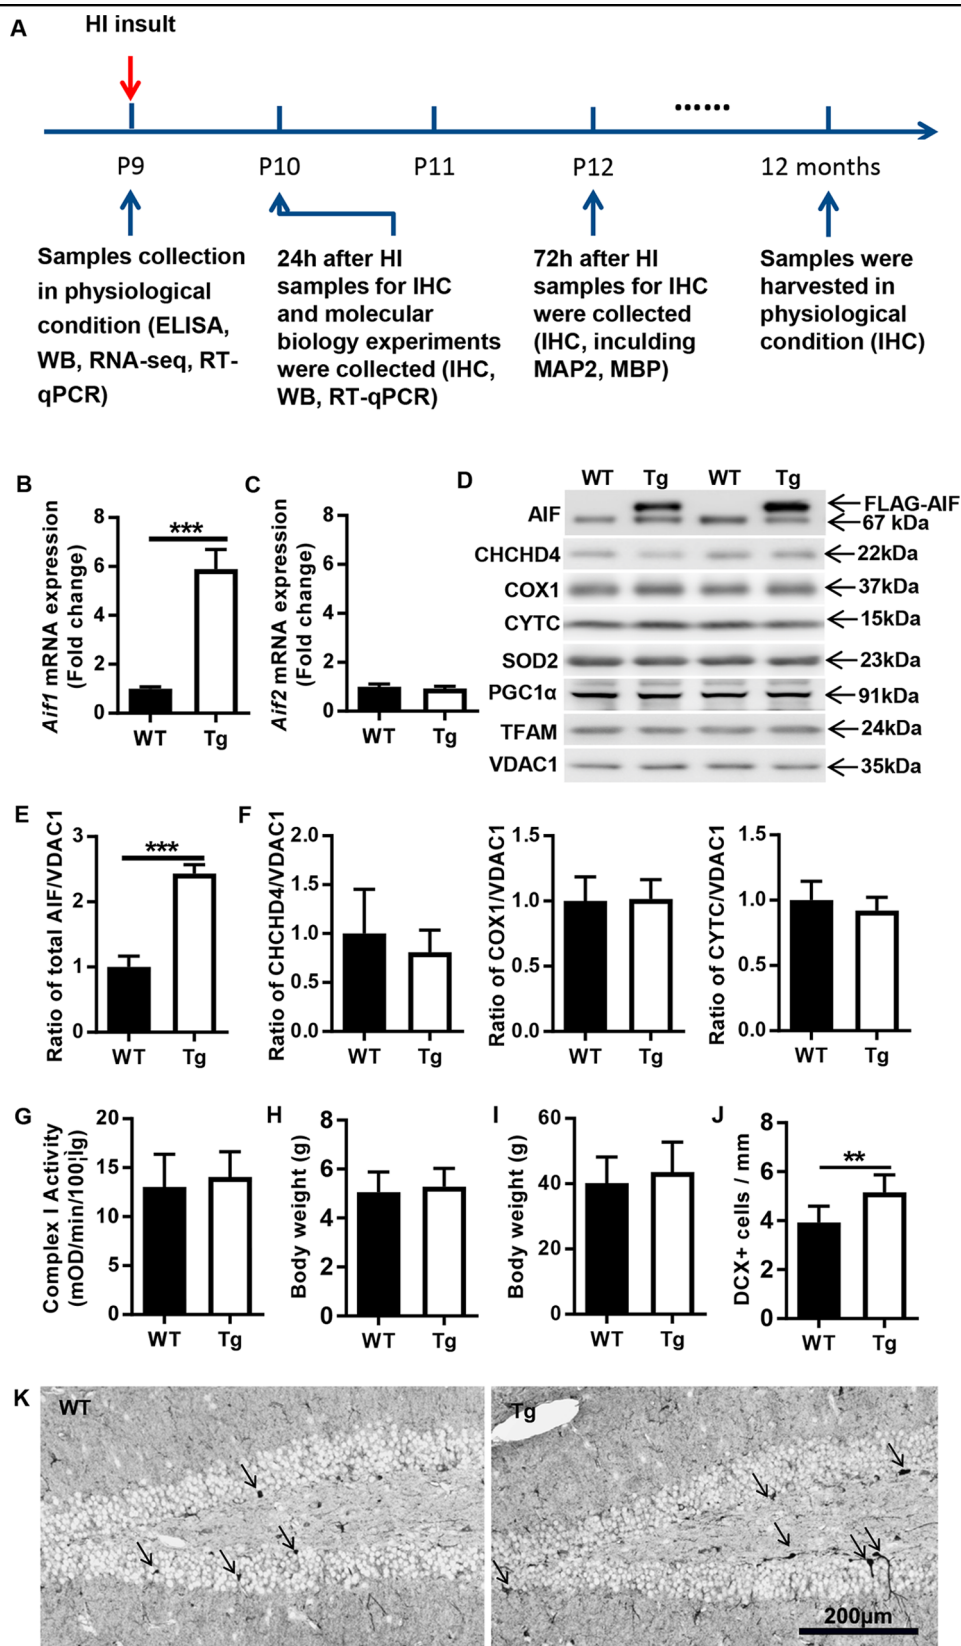 A
HI insult
P9
P10
P11
P12
......
12 months
Samples collection
in physiological
condition (ELISA,
WB, RNA-seq, RT-
qPCR)
24h after HI
samples for IHC
and molecular
biology experiments
were collected (IHC,
WB, RT-qPCR)
72h after HI
samples for IHC
were collected
(IHC, inculding
MAP2, MBP)
Samples were
harvested in
physiological
condition (IHC)
B
Aif1 mRNA expression
(Fold change)
8
6
4
2
0
***
WT
Tg
C
Aif2 mRNA expression
(Fold change)
8
6
4
2
0
WT
Tg
D
WT Tg WT Tg
AIF
FLAG-AIF
67 kDa
CHCHD4
22kDa
COX1
37kDa
CYTC
15kDa
SOD2
23kDa
PGC1α
91kDa
TFAM
24kDa
VDAC1
35kDa
E
Ratio of total AIF/VDAC1
3
2
1
0
***
WT
Tg
F
Ratio of CHCHD4/VDAC1
2.0
1.5
1.0
0.5
0.0
WT
Tg
Ratio of COX1/VDAC1
1.5
1.0
0.5
0.0
WT
Tg
Ratio of CYTC/VDAC1
1.5
1.0
0.5
0.0
WT
Tg
G
Complex I Activity
(mOD/min/100¦Ìg)
20
15
10
5
0
WT
Tg
H
Body weight (g)
8
6
4
2
0
WT
Tg
I
Body weight (g)
60
40
20
0
WT
Tg
J
DCX+ cells / mm
8
6
4
2
0
**
WT
Tg
K
WT
Tg
200μm